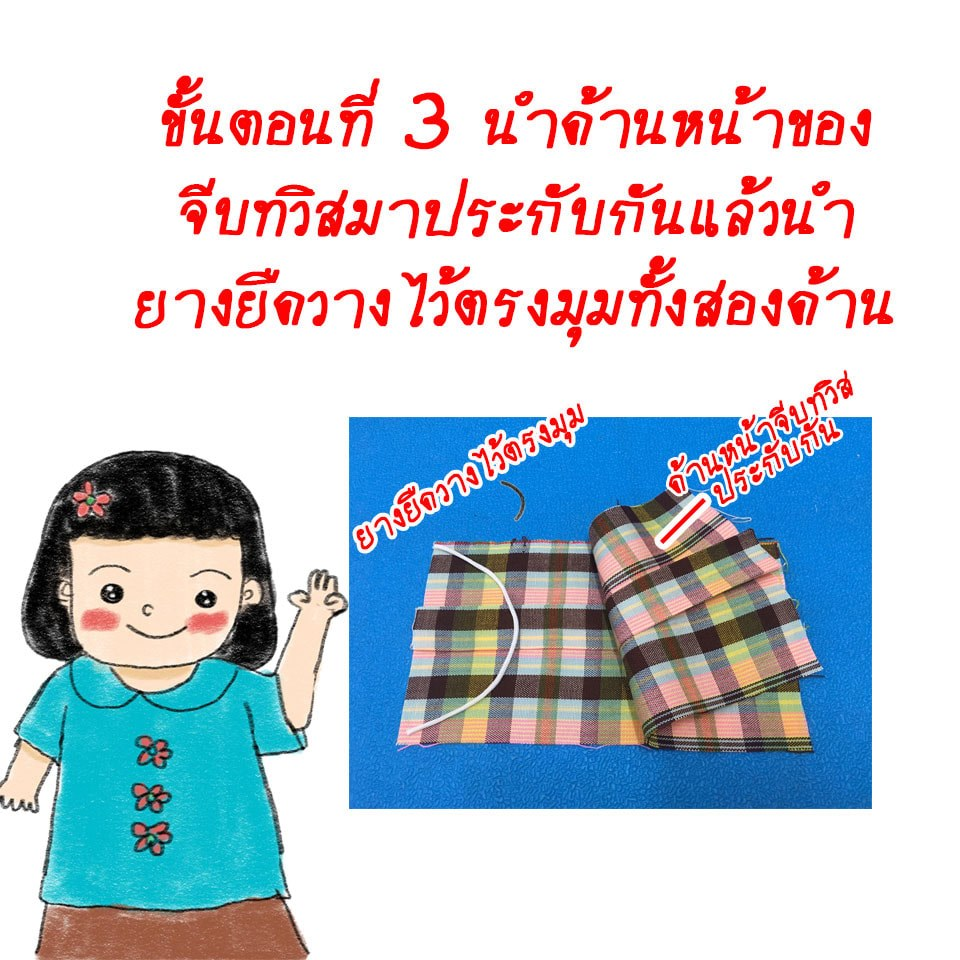 ขั้นตอนที่ 3 นำด้านหน้าของ
จีบทวิสมาประกับกันแล้วนำ
ยางยืดวางไว้ตรงมุมทั้งสองด้าน
ยางยืดวางไว้ตรงมุม
ด้านหน้าจีบทวิส
ประกับกัน